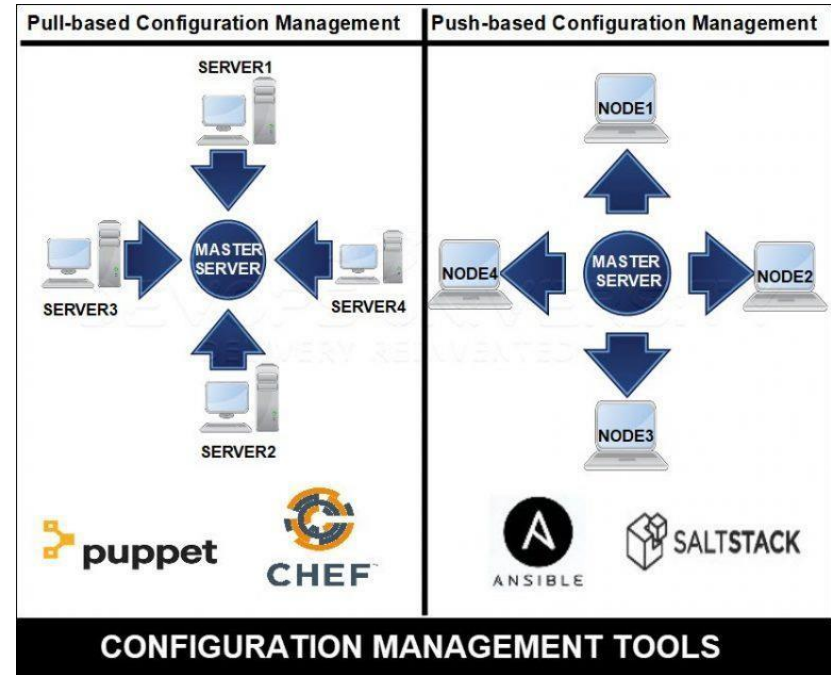 Pull-based Configuration Management
SERVER1
MASTER
SERVER
SERVER3
SERVER4
SERVER2
puppet
CHEF
Push-based Configuration Management
NODE1
MASTER
SERVER
NODE4
NODE2
NODE3
ANSIBLE
SALTSTACK
CONFIGURATION MANAGEMENT TOOLS